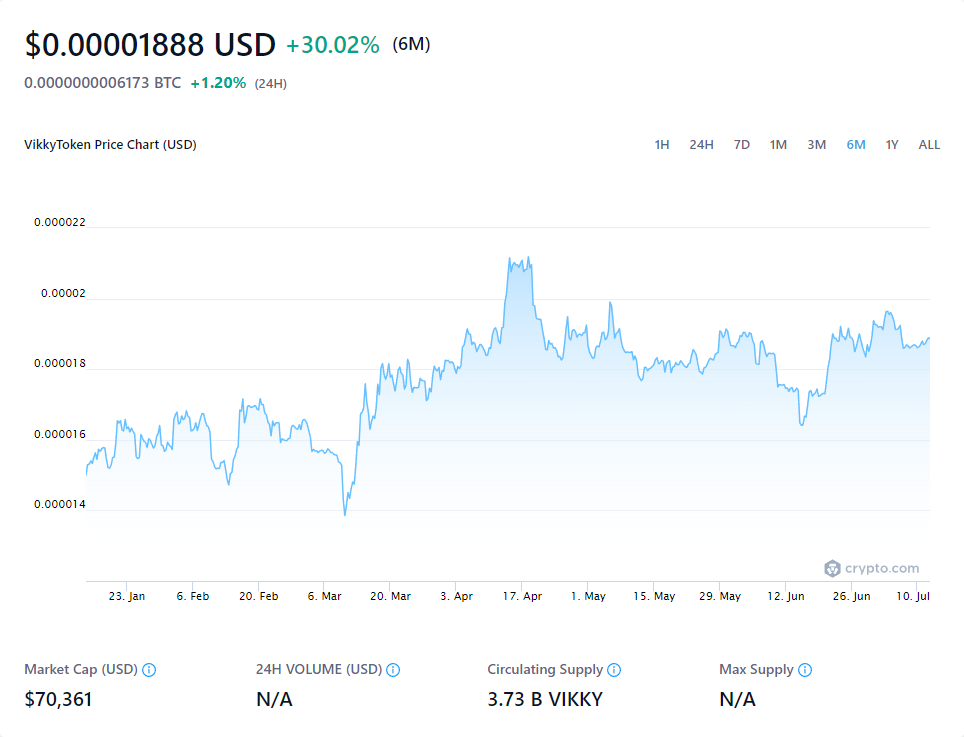 $0.00001888 USD +30.02% (6M)
0.0000000006173 BTC +1.20% (24H)
VikkyToken Price Chart (USD) 1H 24H 7D 1M 3M 6M 1Y ALL
0.000022
0.00002
0.000018
0.000016
0.000014
crypto.com
23. Jan 6. Feb 20. Feb 6. Mar 20. Mar 3. Apr 17. Apr 1. May 15. May 29. May 12. Jun 26. Jun 10. Jul
Market Cap (USD) 24H VOLUME (USD) Circulating Supply Max Supply
$70,361 N/A 3.73 B VIKKY N/A